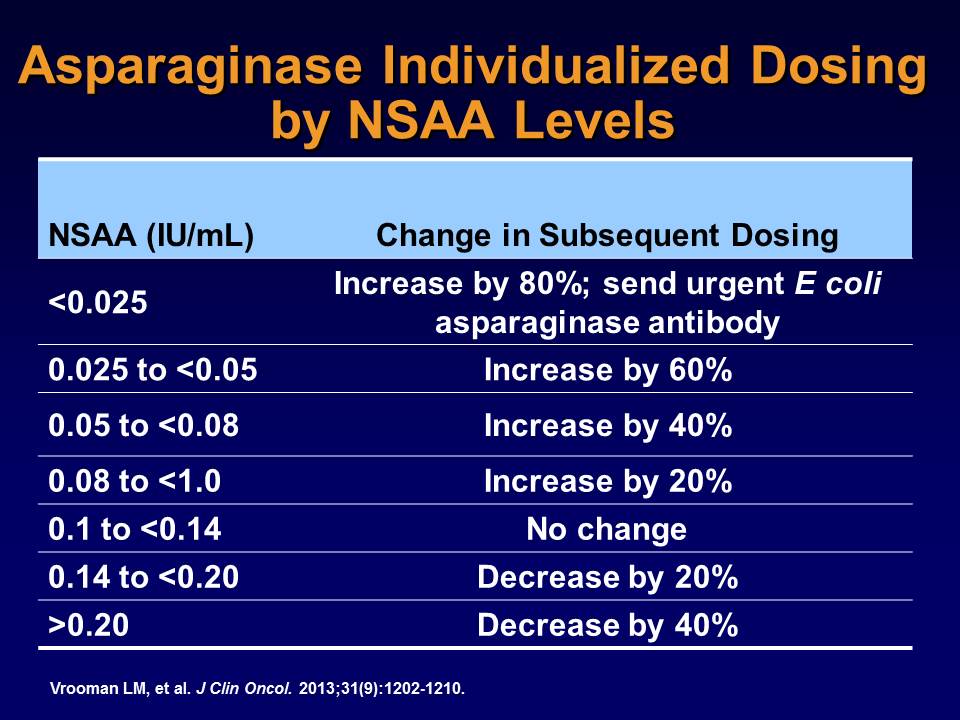 Asparaginase Individualized Dosing
by NSAA Levels
NSAA (IU/mL) Change in Subsequent Dosing
<0.025 Increase by 80%; send urgent E coli
asparaginase antibody
0.025 to <0.05 Increase by 60%
0.05 to <0.08 Increase by 40%
0.08 to <1.0 Increase by 20%
0.1 to <0.14 No change
0.14 to <0.20 Decrease by 20%
>0.20 Decrease by 40%
Vrooman LM, et al. J Clin Oncol. 2013;31(9):1202-1210.